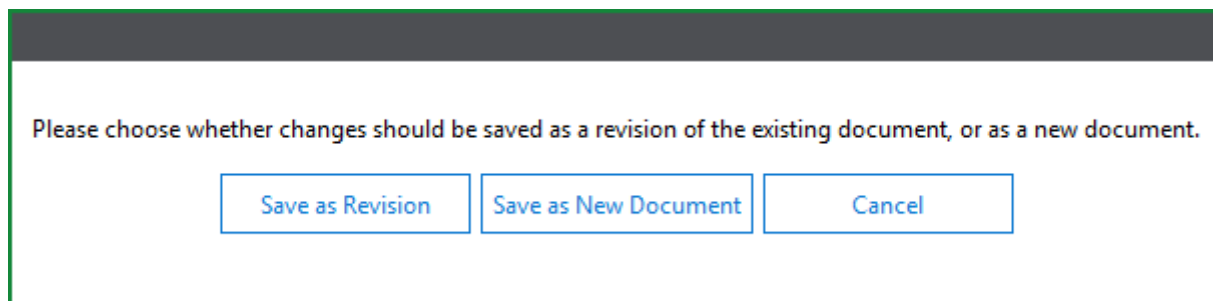 Please choose whether changes should be saved as a revision of the existing document, or as a new document.
Save as Revision Save as New Document Cancel